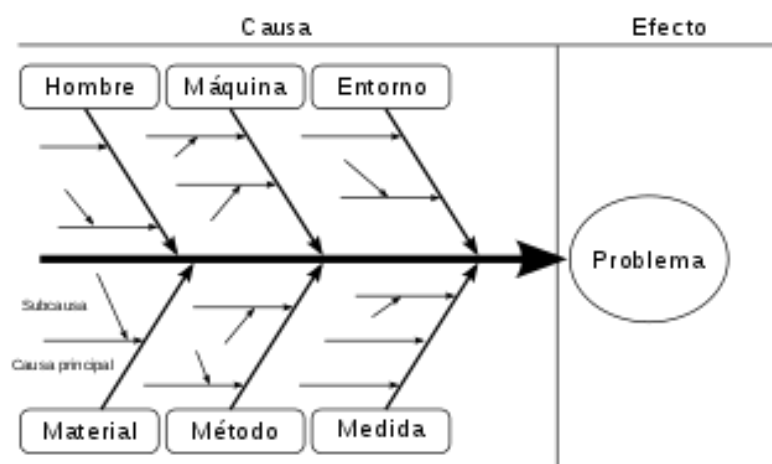 Causa
Efecto
Hombre
Máquina
Entorno
Problema
Subcausa
Causa principal
Material
Método
Medida